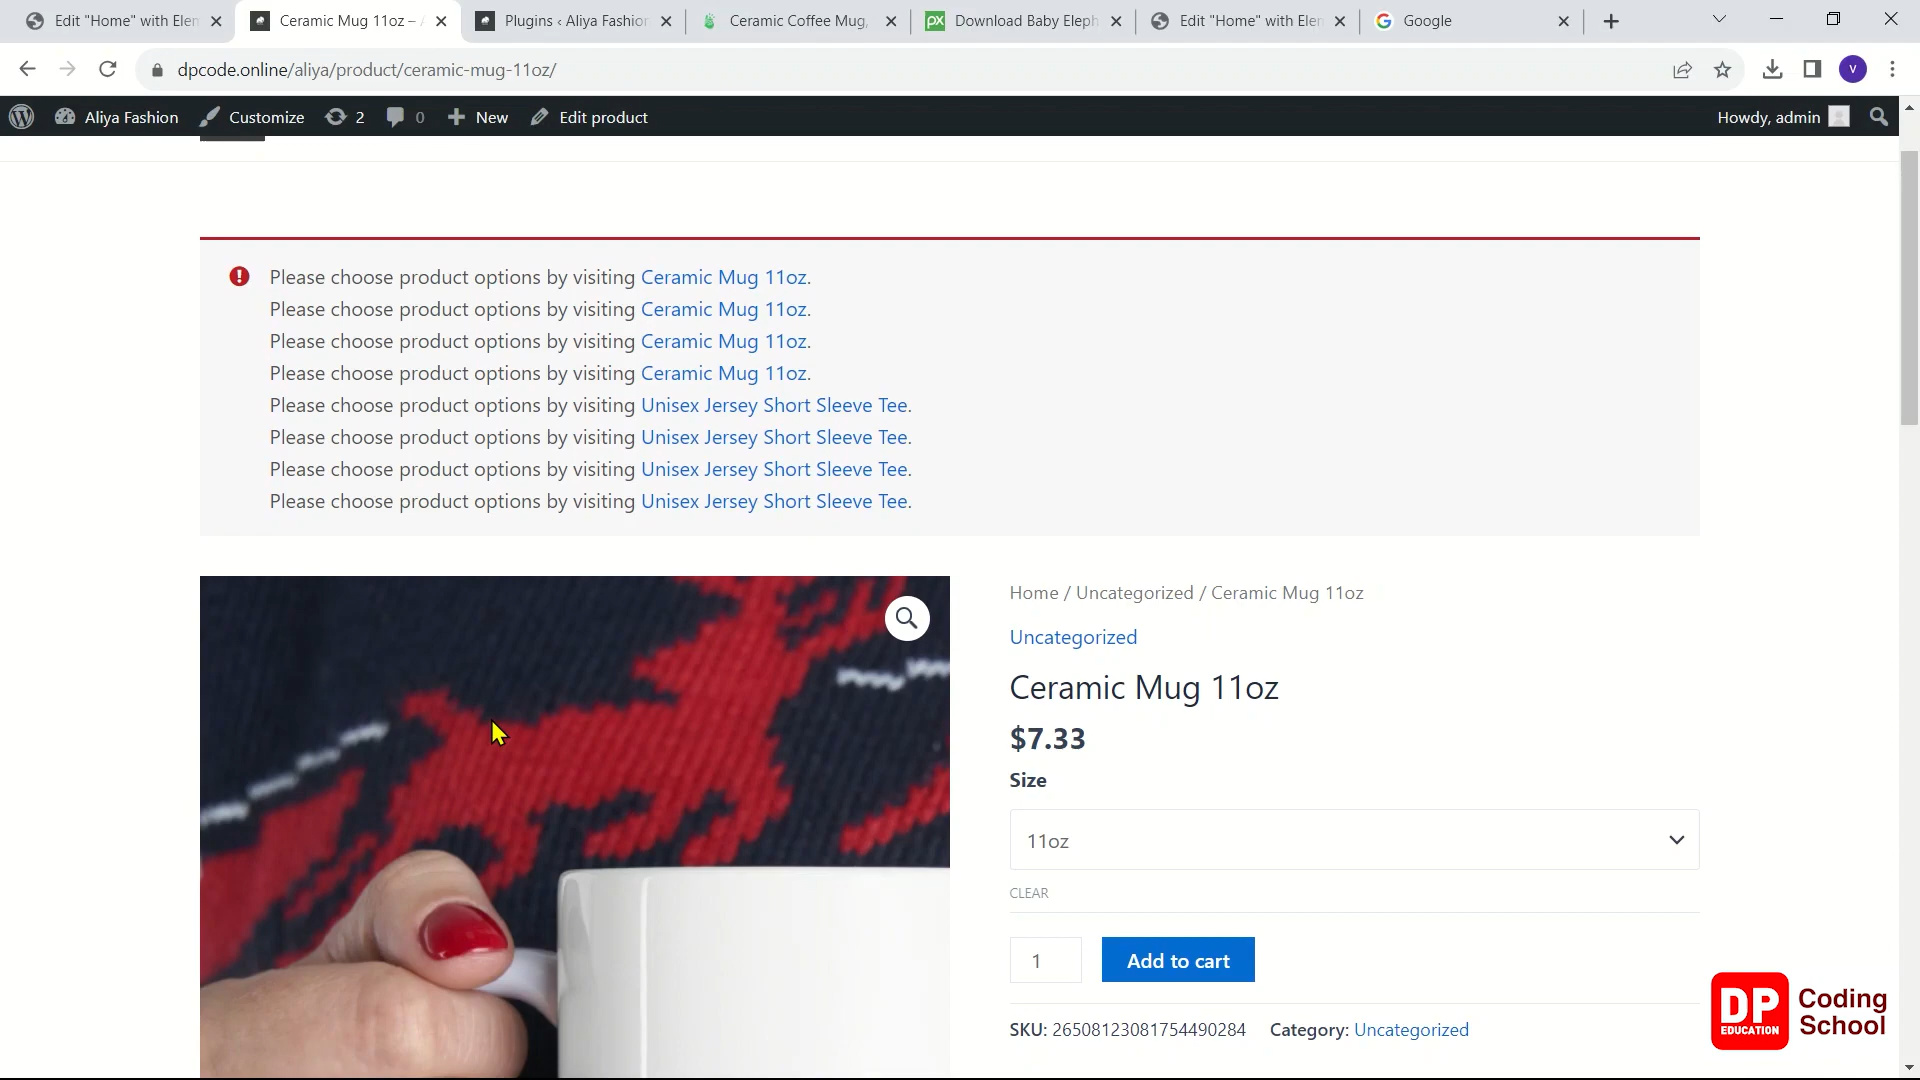 Edit "Home" with Elen
Ceramic Mug 11oz – A
Plugins ‹ Aliya Fashion
Ceramic Coffee Mug,
px
Download Baby Eleph
Edit "Home" with Elen
Google
dpcode.online/aliya/product/ceramic-mug-11oz/
V
Aliya Fashion
Customize
2
0
New
Edit product
Howdy, admin
Please choose product options by visiting Ceramic Mug 11oz.
Please choose product options by visiting Ceramic Mug 11oz.
Please choose product options by visiting Ceramic Mug 11oz.
Please choose product options by visiting Ceramic Mug 11oz.
Please choose product options by visiting Unisex Jersey Short Sleeve Tee.
Please choose product options by visiting Unisex Jersey Short Sleeve Tee.
Please choose product options by visiting Unisex Jersey Short Sleeve Tee.
Please choose product options by visiting Unisex Jersey Short Sleeve Tee.
Home / Uncategorized / Ceramic Mug 11oz
Uncategorized
Ceramic Mug 11oz
$7.33
Size
11oz
CLEAR
1
Add to cart
SKU: 26508123081754490284 Category: Uncategorized
DP
EDUCATION
Coding
School